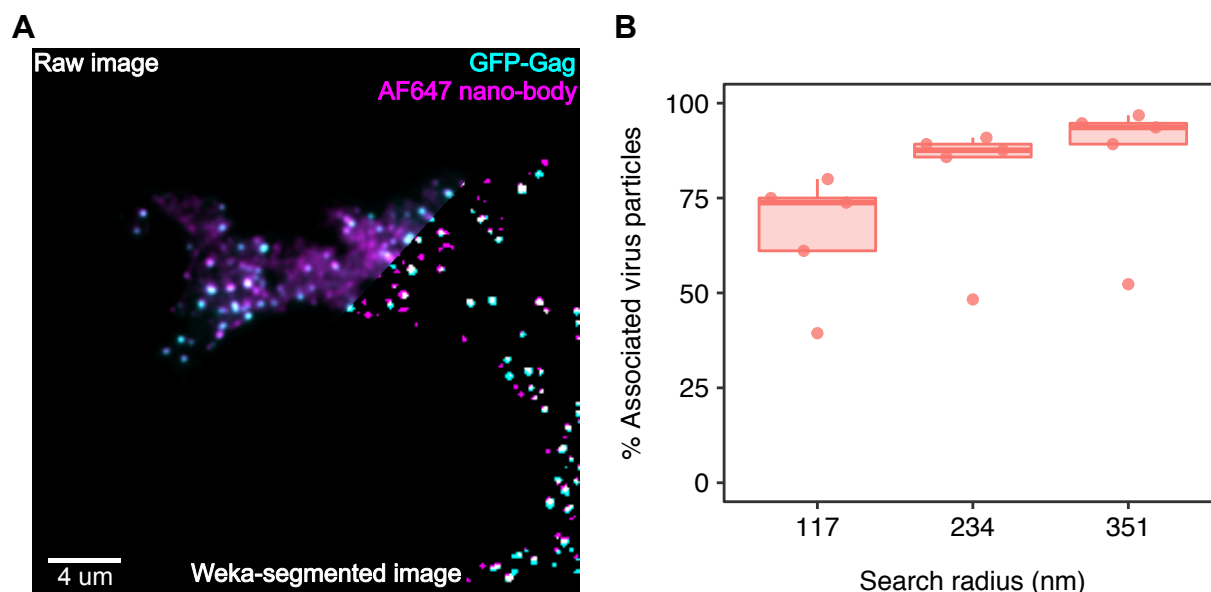 A
Raw image
GFP-Gag
AF647 nano-body
4 um
Weka-segmented image
B
% Associated virus particles
100
75
50
25
0
117
234
351
Search radius (nm)